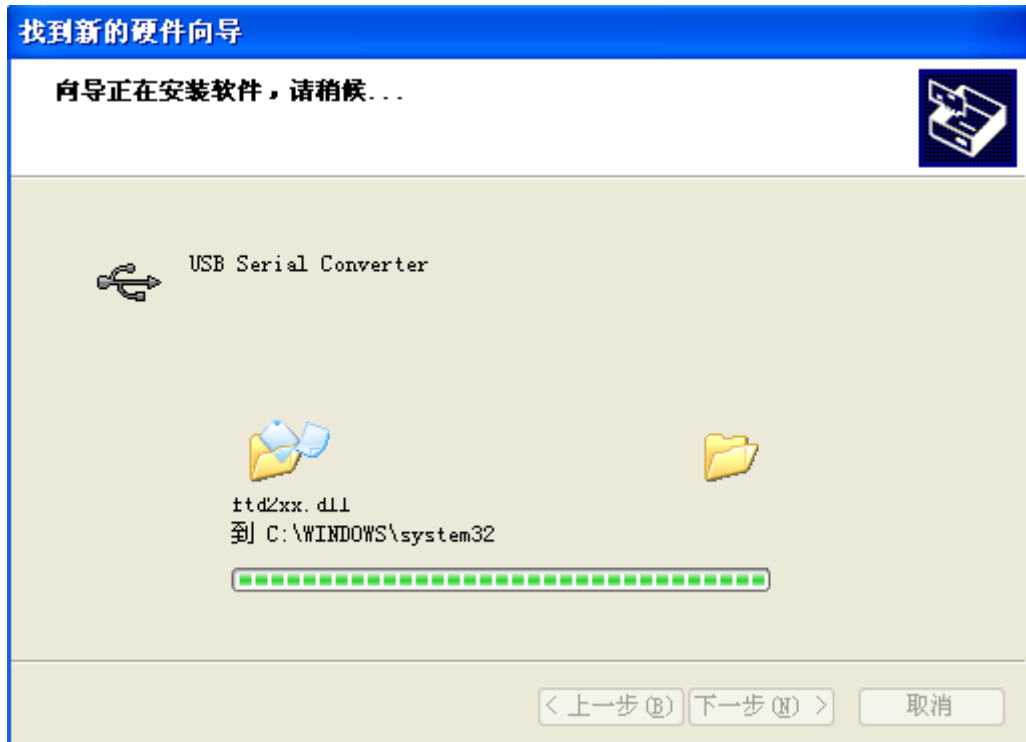 找到新的硬件向导
向导正在安装软件，请稍候...
USB Serial Converter
ftd2xx.dll
到 C:\WINDOWS\system32
< 上一步(B) 下一步(N) > 取消